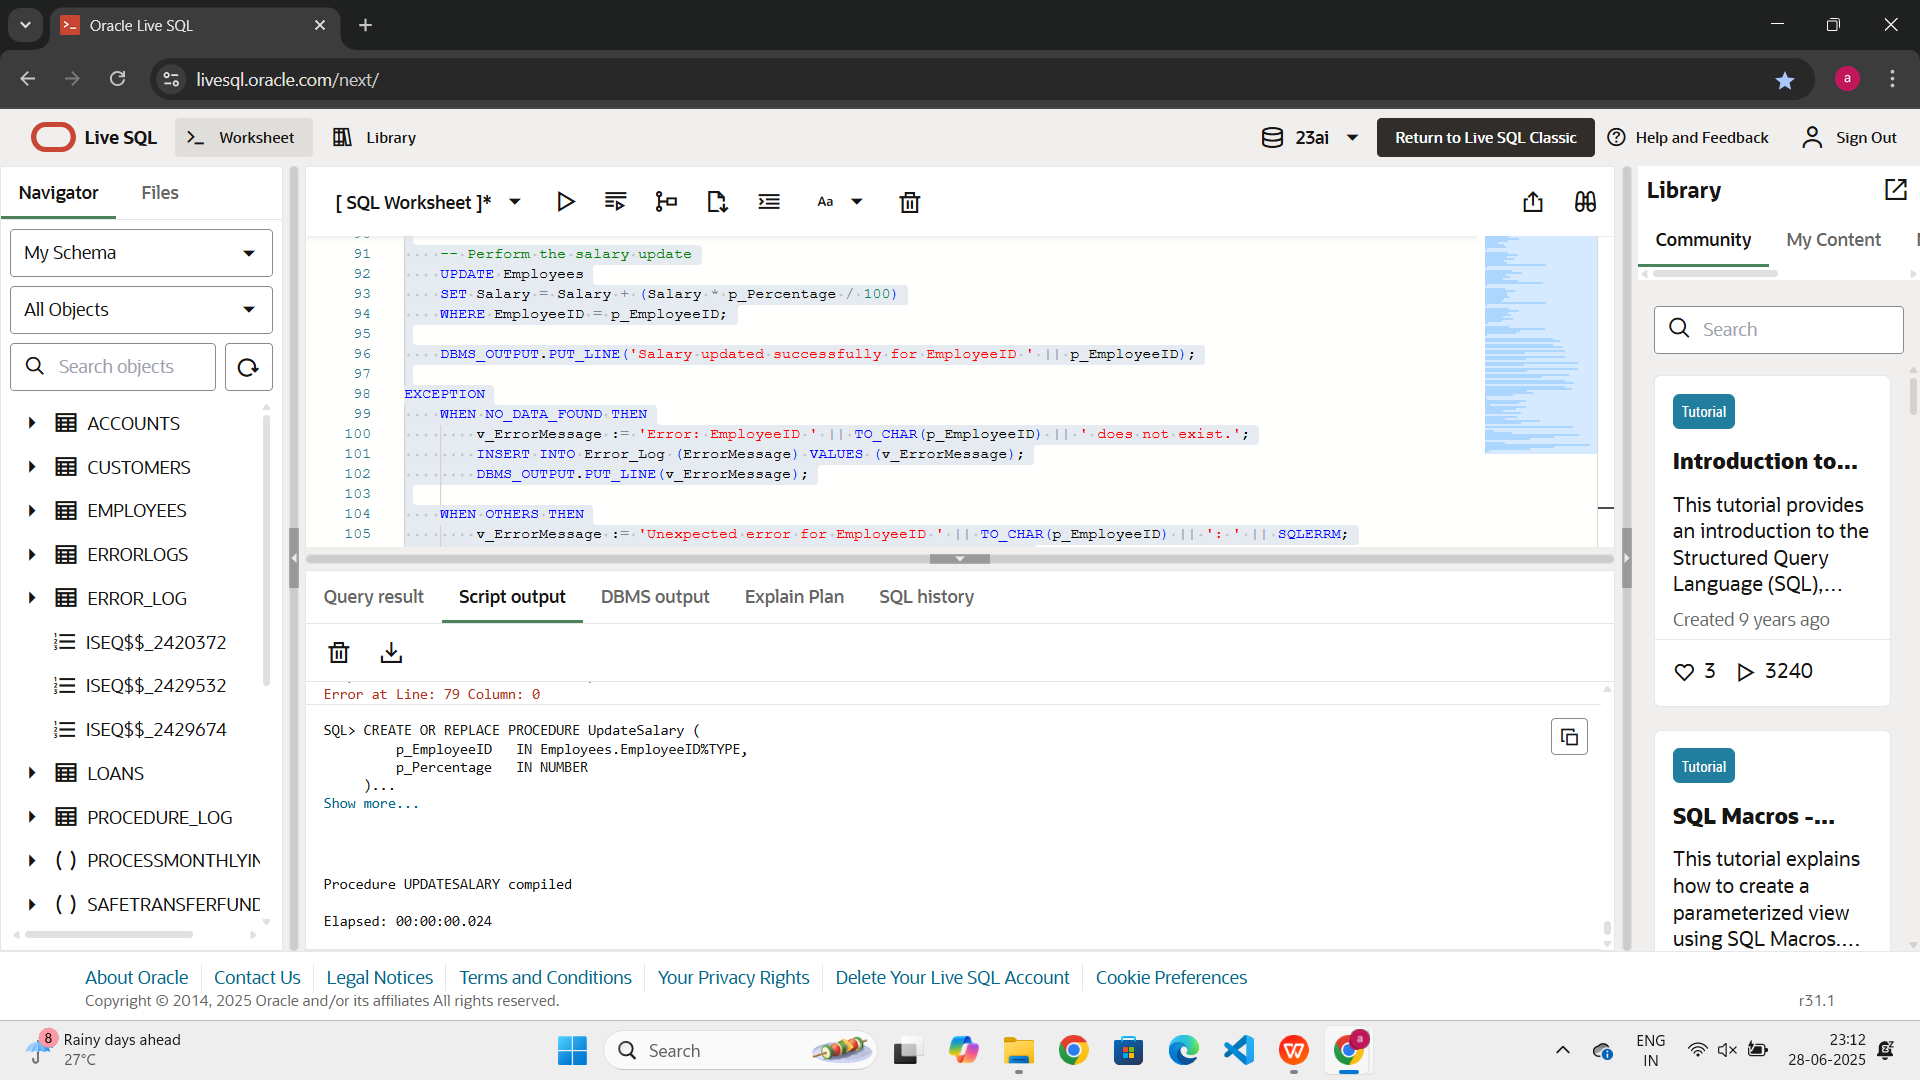 Oracle Live SQL
livesql.oracle.com/next/
a
Live SQL
Worksheet
Library
23ai
Return to Live SQL Classic
Help and Feedback
Sign Out
Navigator
Files
My Schema
All Objects
Search objects
ACCOUNTS
CUSTOMERS
EMPLOYEES
ERRORLOGS
ERROR_LOG
ISEQ$$_2420372
ISEQ$$_2429532
ISEQ$$_2429674
LOANS
PROCEDURE_LOG
PROCESSMONTHLYIN
SAFETRANSFERFUND
[ SQL Worksheet ]*
Aa
91 -- Perform the salary update
92 UPDATE Employees
93 SET Salary = Salary + (Salary * p_Percentage / 100)
94 WHERE EmployeeID = p_EmployeeID;
95
96 DBMS_OUTPUT.PUT_LINE('Salary updated successfully for EmployeeID ' || p_EmployeeID);
97
98 EXCEPTION
99 WHEN NO_DATA_FOUND THEN
100 v_ErrorMessage := 'Error: EmployeeID ' || TO_CHAR(p_EmployeeID) || ' does not exist.';
101 INSERT INTO Error_Log (ErrorMessage) VALUES (v_ErrorMessage);
102 DBMS_OUTPUT.PUT_LINE(v_ErrorMessage);
103
104 WHEN OTHERS THEN
105 v_ErrorMessage := 'Unexpected error for EmployeeID ' || TO_CHAR(p_EmployeeID) || ': ' || SQLERRM;
Query result
Script output
DBMS output
Explain Plan
SQL history
Error at Line: 79 Column: 0
SQL> CREATE OR REPLACE PROCEDURE UpdateSalary (
p_EmployeeID IN Employees.EmployeeID%TYPE,
p_Percentage IN NUMBER
)...
Show more...
Procedure UPDATESALARY compiled
Elapsed: 00:00:00.024
Library
Community
My Content
Search
Tutorial
Introduction to...
This tutorial provides
an introduction to the
Structured Query
Language (SQL),...
Created 9 years ago
3
3240
Tutorial
SQL Macros -...
This tutorial explains
how to create a
parameterized view
using SQL Macros....
About Oracle
Contact Us
Legal Notices
Terms and Conditions
Your Privacy Rights
Delete Your Live SQL Account
Cookie Preferences
Copyright © 2014, 2025 Oracle and/or its affiliates All rights reserved.
r31.1
8
Rainy days ahead
27°C
Search
a
ENG
IN
23:12
28-06-2025